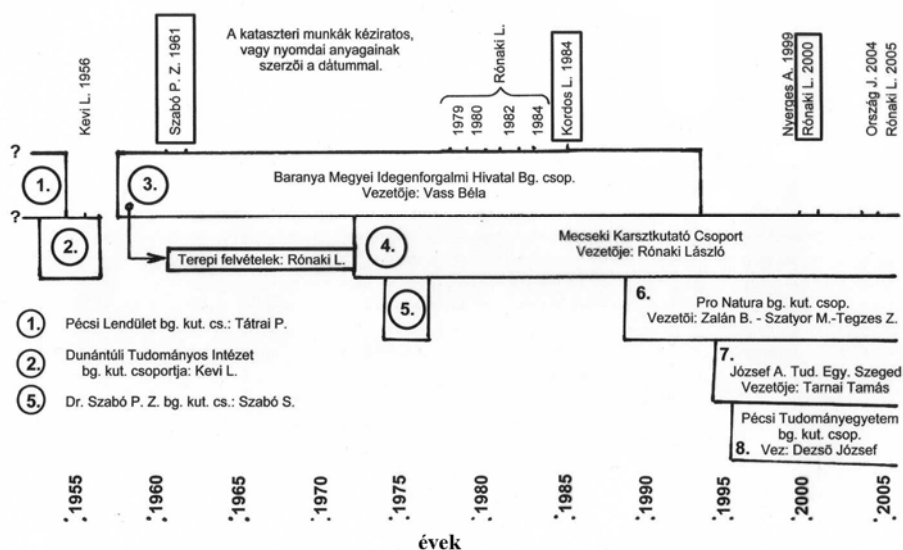 A kataszteri munkák kéziratos,
vagy nyomdai anyagainak
szerzői a dátummal.
Kevi L. 1956
Szabó P. Z. 1961
Rónaki L.
1979
1980
1982
1984
Kordos L. 1984
Nyerges A. 1999
Rónaki L. 2000
Ország J. 2004
Rónaki L. 2005
?
1.
3.
Baranya Megyei Idegenforgalmi Hivatal Bg. csop.
Vezetője: Vass Béla
?
2.
Terepi felvételek: Rónaki L.
4.
Mecseki Karsztkutató Csoport
Vezetője: Rónaki László
5.
6.
Pro Natura bg. kut. csop.
Vezetői: Zalán B. - Szatyor M.-Tegzes Z.
7.
József A. Tud. Egy. Szeged
Vezetője: Tarnai Tamás
Pécsi Tudományegyetem
bg. kut. csop.
8. Vez: Dezső József
1. Pécsi Lendület bg. kut. cs.: Tátrai P.
2. Dunántúli Tudományos Intézet
bg. kut. csoportja: Kevi L.
5. Dr. Szabó P. Z. bg. kut. cs.: Szabó S.
1955
1960
1965
1970
1975
1980
1985
1990
1995
2000
2005
évek